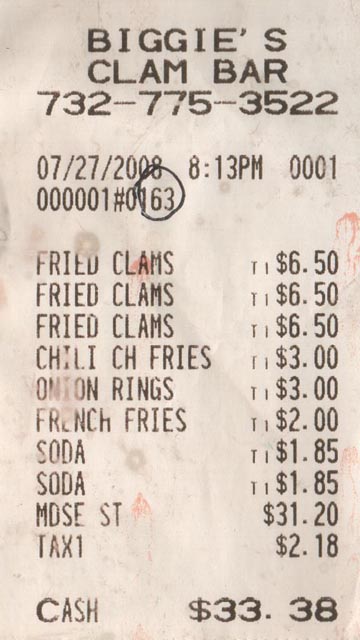 BIGGIE'S
CLAM BAR
732-775-3522
07/27/2008 8:13PM 0001
000001#0163
FRIED CLAMS T1 $6.50
FRIED CLAMS T1 $6.50
FRIED CLAMS T1 $6.50
CHILI CH FRIES T1 $3.00
ONION RINGS T1 $3.00
FRENCH FRIES T1 $2.00
SODA T1 $1.85
SODA T1 $1.85
MDSE ST $31.20
TAX1 $2.18
CASH $33.38